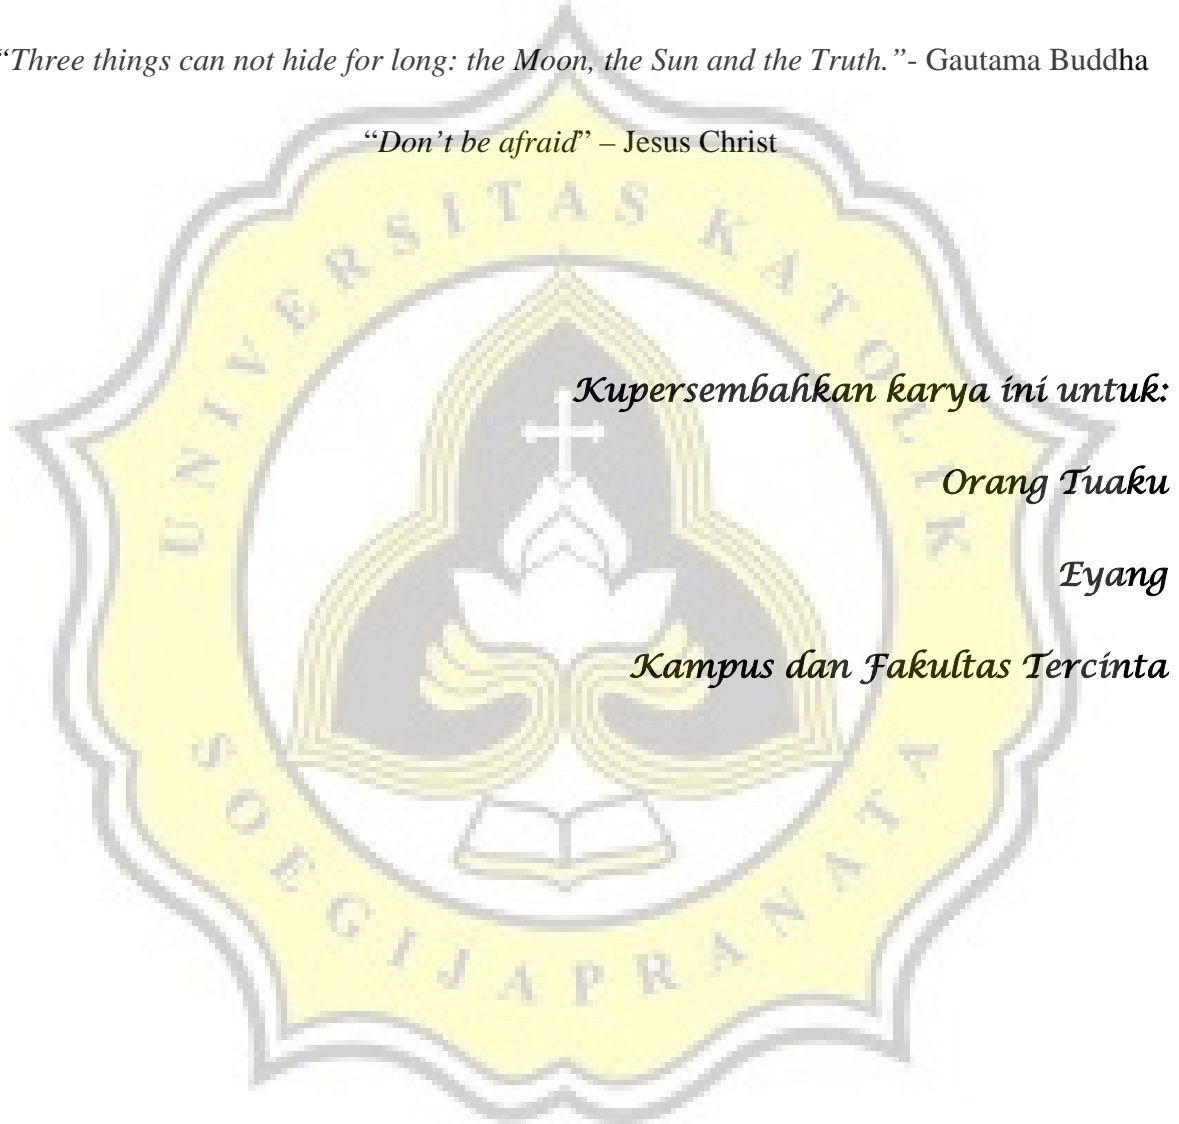 “Three things can not hide for long: the Moon, the Sun and the Truth.”- Gautama Buddha
“Don’t be afraid” – Jesus Christ
UNIVERSITAS KATOLIK
Kupersembahkan karya ini untuk:
Orang Tuaku
Eyang
Kampus dan Fakultas Tercinta
SOEGIJAPRANATA